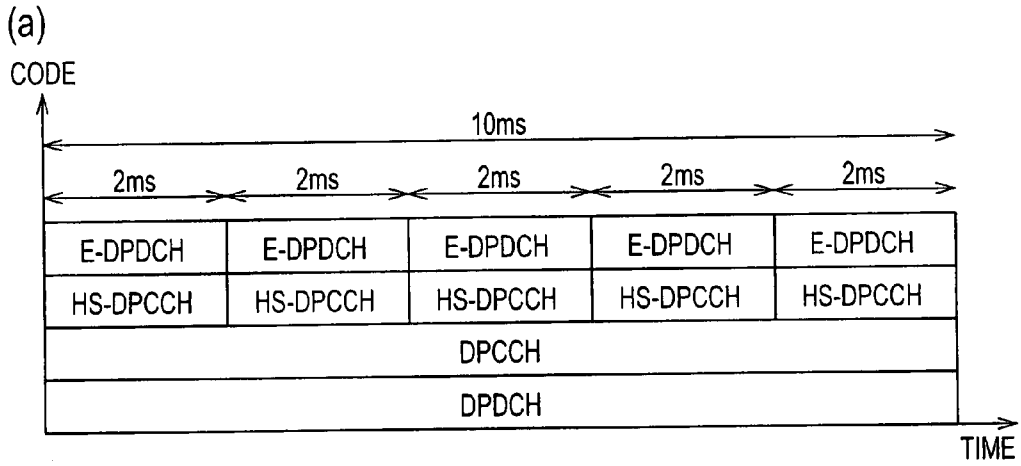 (a)
CODE
10ms
2ms 2ms 2ms 2ms 2ms
E-DPDCH E-DPDCH E-DPDCH E-DPDCH E-DPDCH
HS-DPCCH HS-DPCCH HS-DPCCH HS-DPCCH HS-DPCCH
DPCCH
DPDCH
TIME